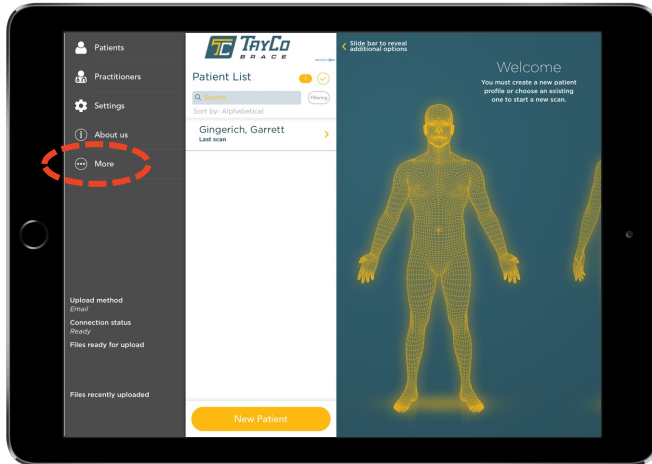 Patients
Practitioners
Settings
About us
More
Upload method
Email
Connection status
Ready
Files ready for upload
Files recently uploaded
TC TAYCO
BRACE
Patient List
1
Search
Filtering
Sort by: Alphabetical
Gingerich, Garrett
Last scan
New Patient
Slide bar to reveal
additional options
Welcome
You must create a new patient
profile or choose an existing
one to start a new scan.